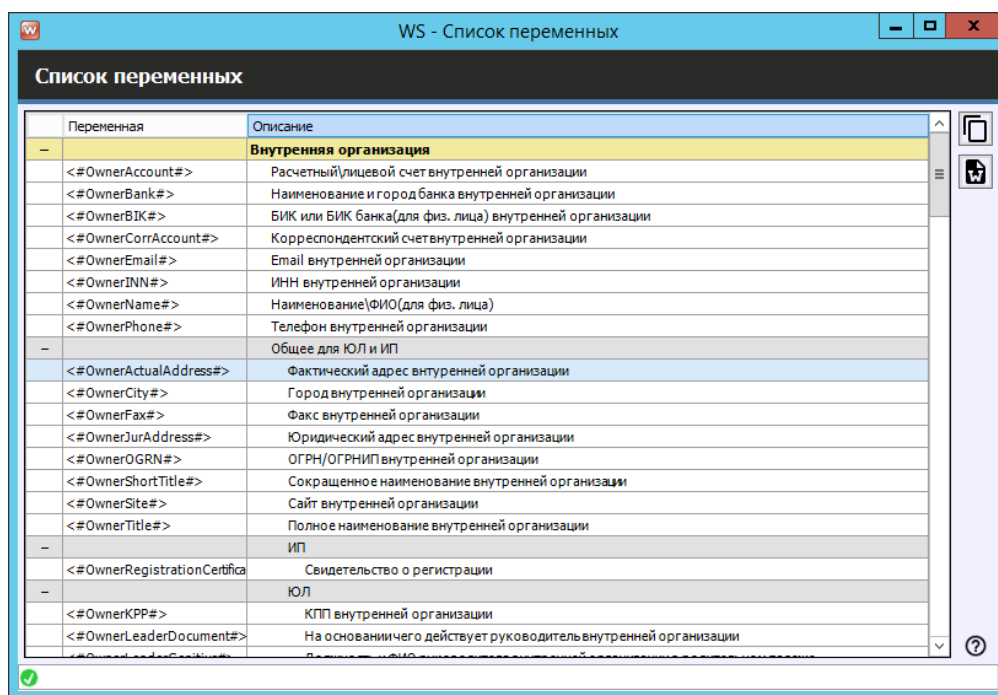 WS - Список переменных
Список переменных
Переменная Описание
Внутренняя организация
<#OwnerAccount#> Расчетный\лицевой счет внутренней организации
<#OwnerBank#> Наименование и город банка внутренней организации
<#OwnerBIK#> БИК или БИК банка(для физ. лица) внутренней организации
<#OwnerCorrAccount#> Корреспондентский счетвнутренней организации
<#OwnerEmail#> Email внутренней организации
<#OwnerINN#> ИНН внутренней организации
<#OwnerName#> Наименование\ФИО(для физ. лица)
<#OwnerPhone#> Телефон внутренней организации
Общее для ЮЛ и ИП
<#OwnerActualAddress#> Фактический адрес внтуренней организации
<#OwnerCity#> Город внутренней организации
<#OwnerFax#> Факс внутренней организации
<#OwnerJurAddress#> Юридический адрес внутренней организации
<#OwnerOGRN#> ОГРН/ОГРНИП внутренней организации
<#OwnerShortTitle#> Сокращенное наименование внутренней организации
<#OwnerSite#> Сайт внутренней организации
<#OwnerTitle#> Полное наименование внутренней организации
ИП
<#OwnerRegistrationCertifica Свидетельство о регистрации
ЮЛ
<#OwnerKPP#> КПП внутренней организации
<#OwnerLeaderDocument#> На основании чего действует руководитель внутренней организации